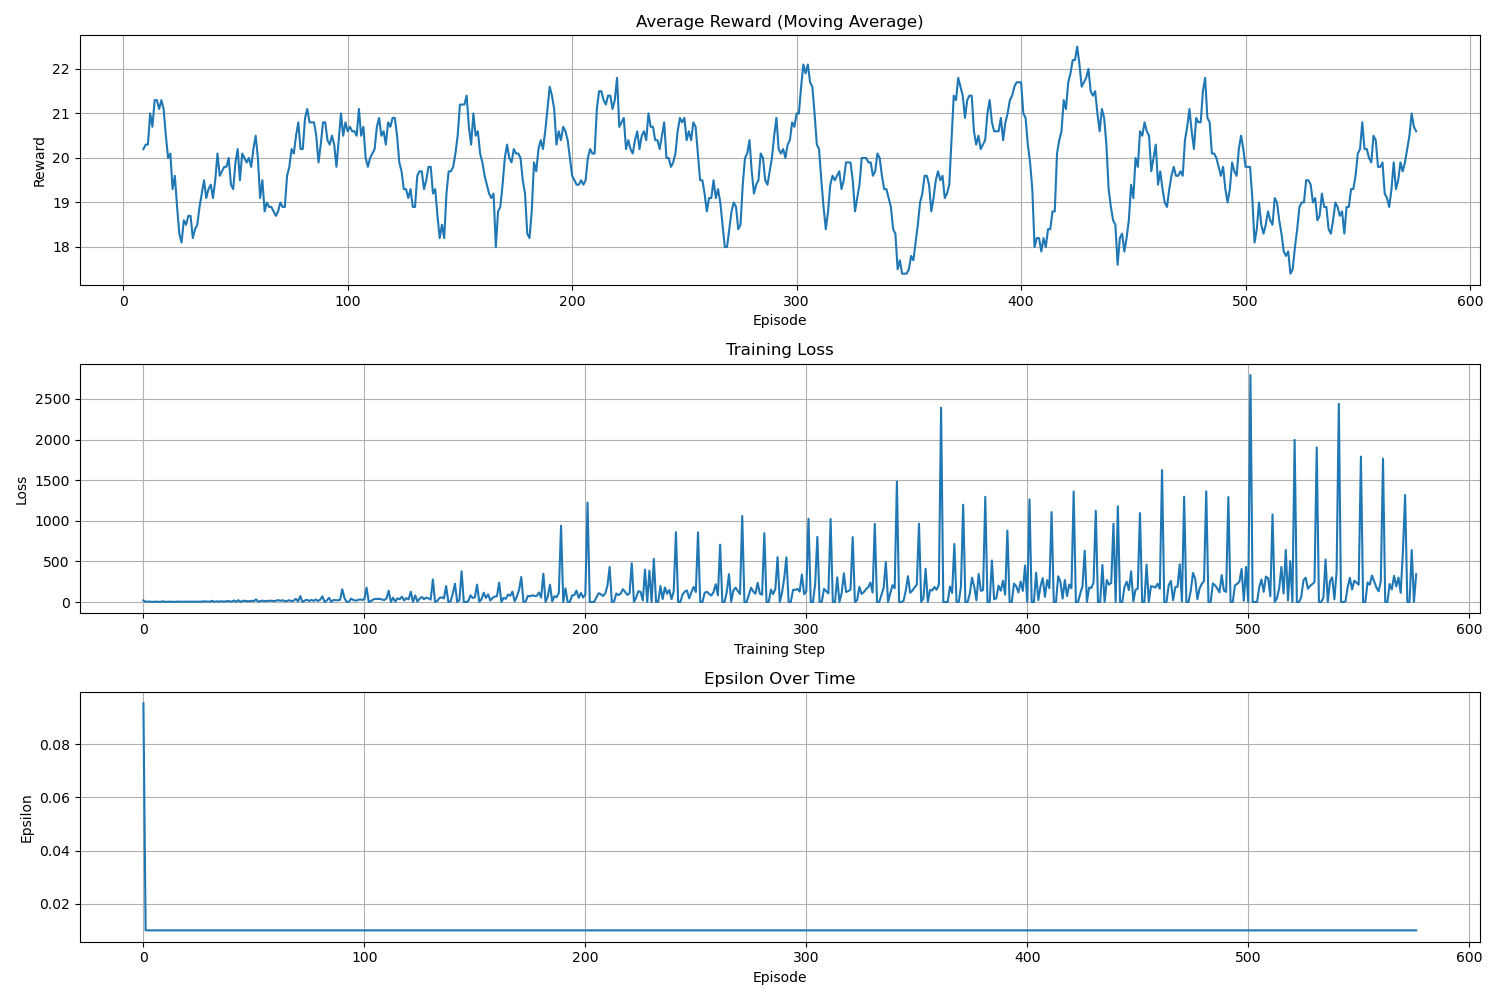 Average Reward (Moving Average)
Reward
22
21
20
19
18
0 100 200 300 400 500 600
Episode
Training Loss
Loss
2500
2000
1500
1000
500
0
0 100 200 300 400 500 600
Training Step
Epsilon Over Time
Epsilon
0.08
0.06
0.04
0.02
0 100 200 300 400 500 600
Episode